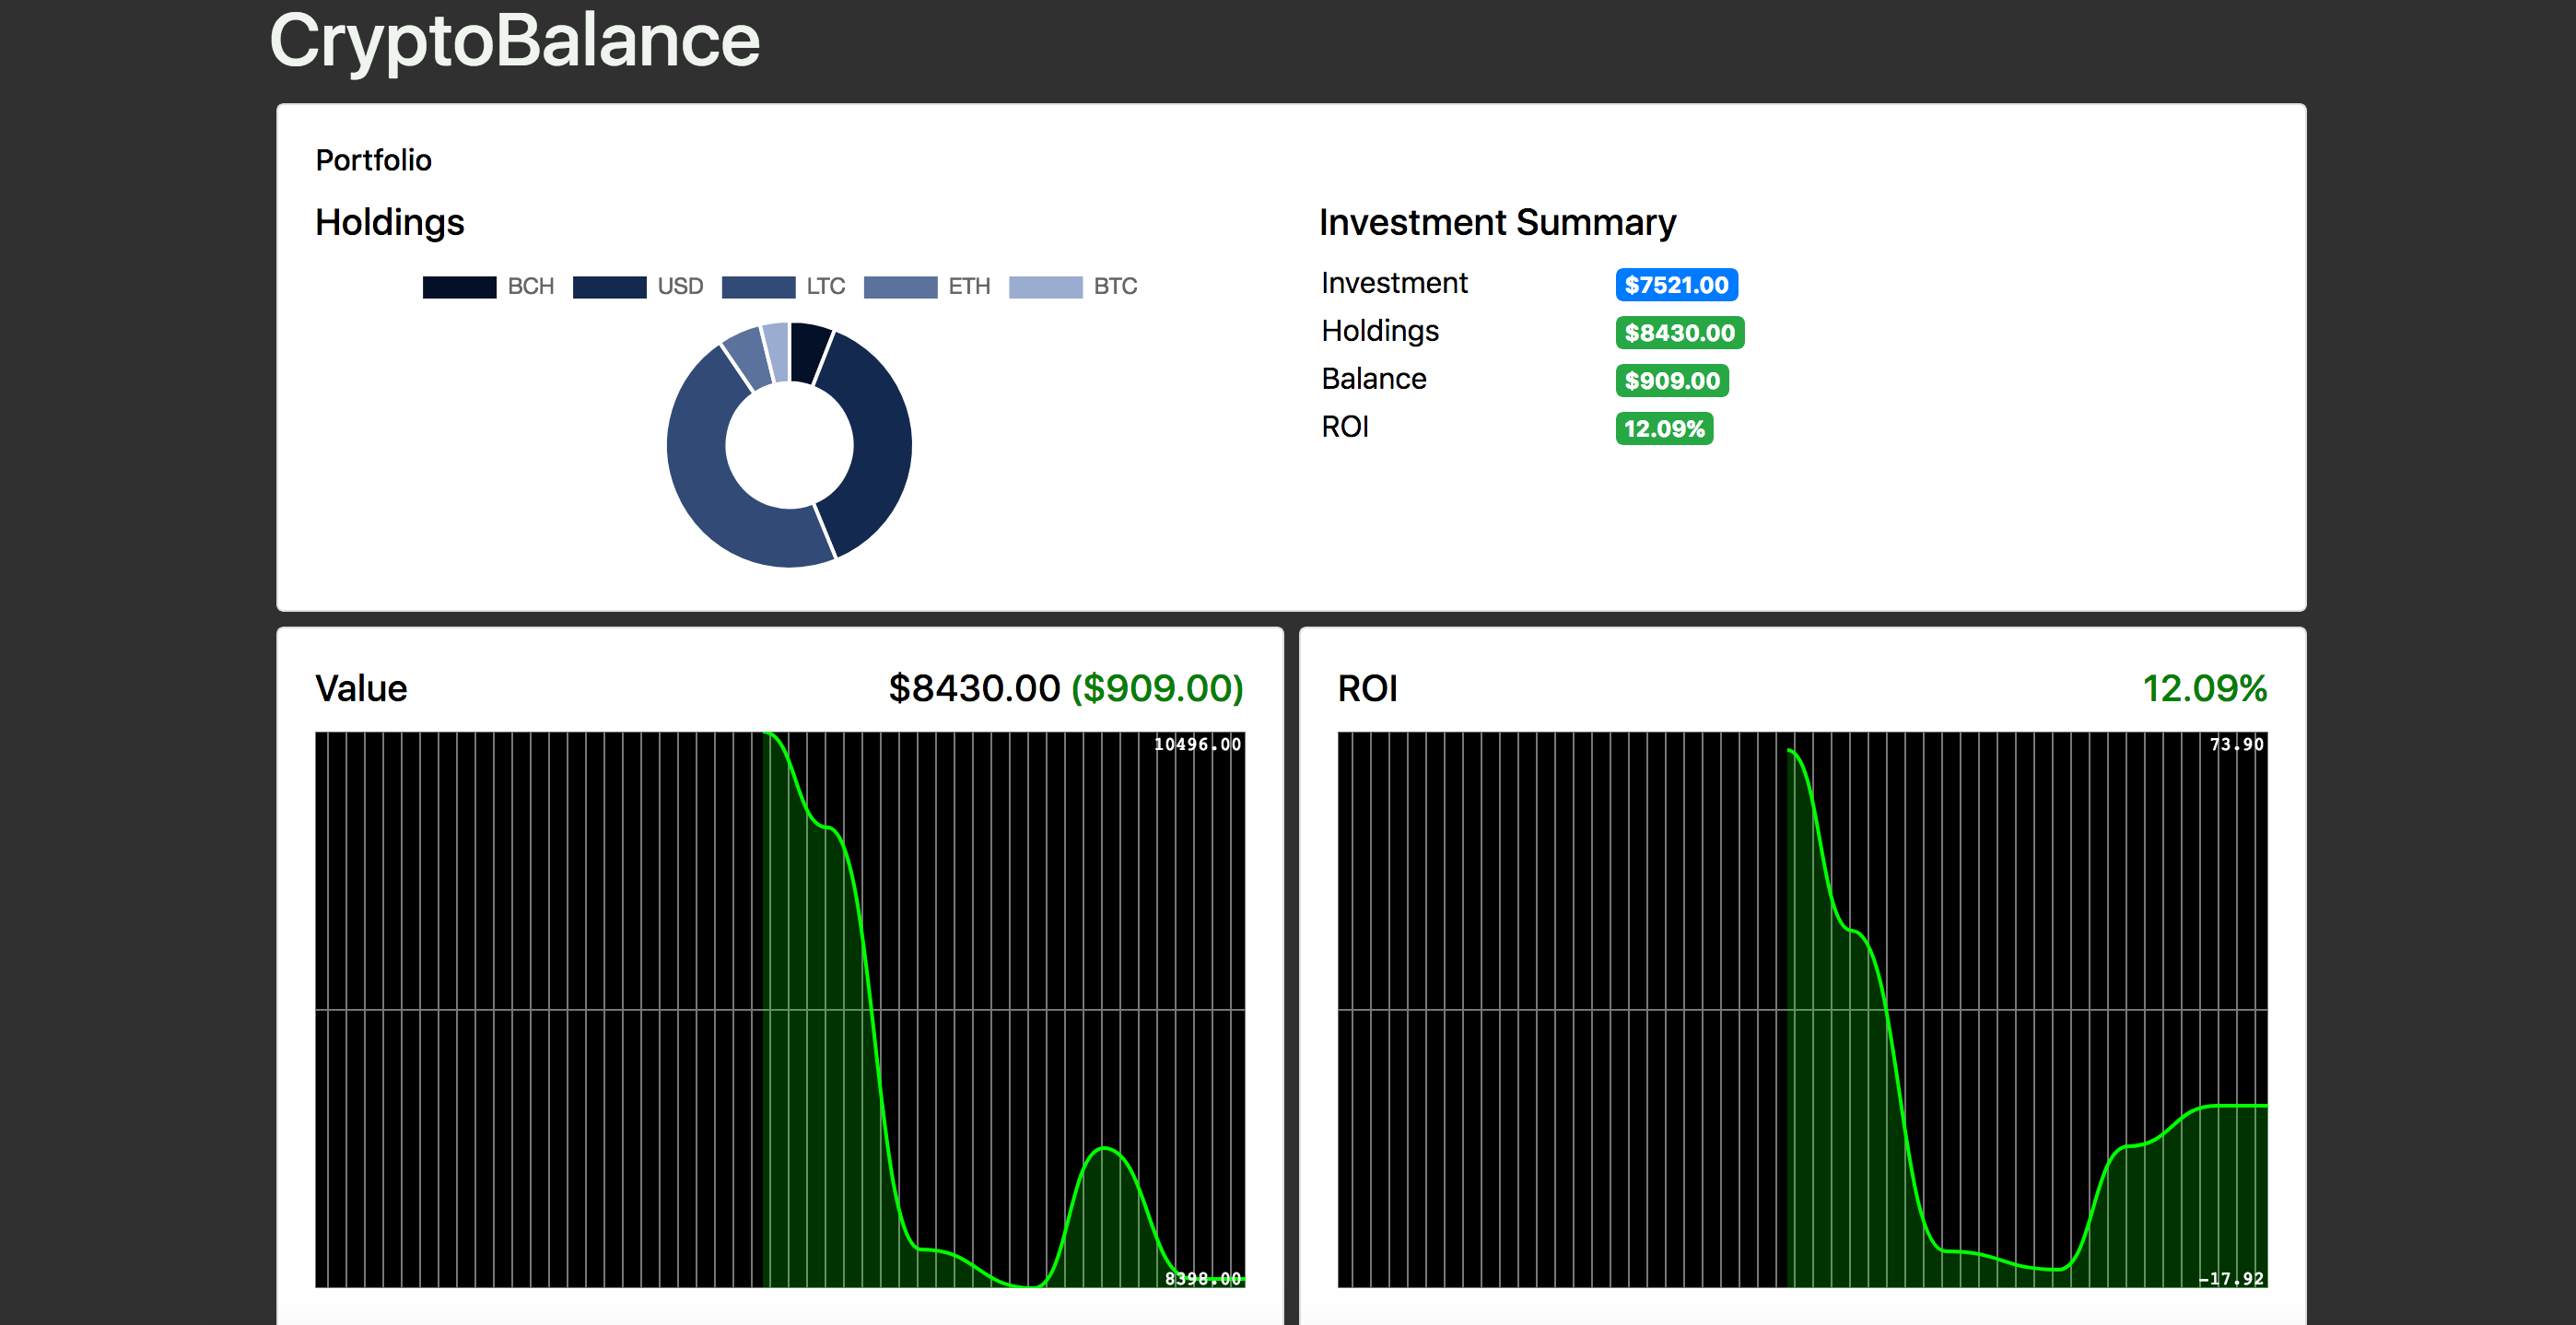 CryptoBalance
Portfolio
Holdings
BCH USD LTC ETH BTC
Investment Summary
Investment $7521.00
Holdings $8430.00
Balance $909.00
ROI 12.09%
Value $8430.00 ($909.00)
10496.00
8398.00
ROI 12.09%
73.90
-17.92